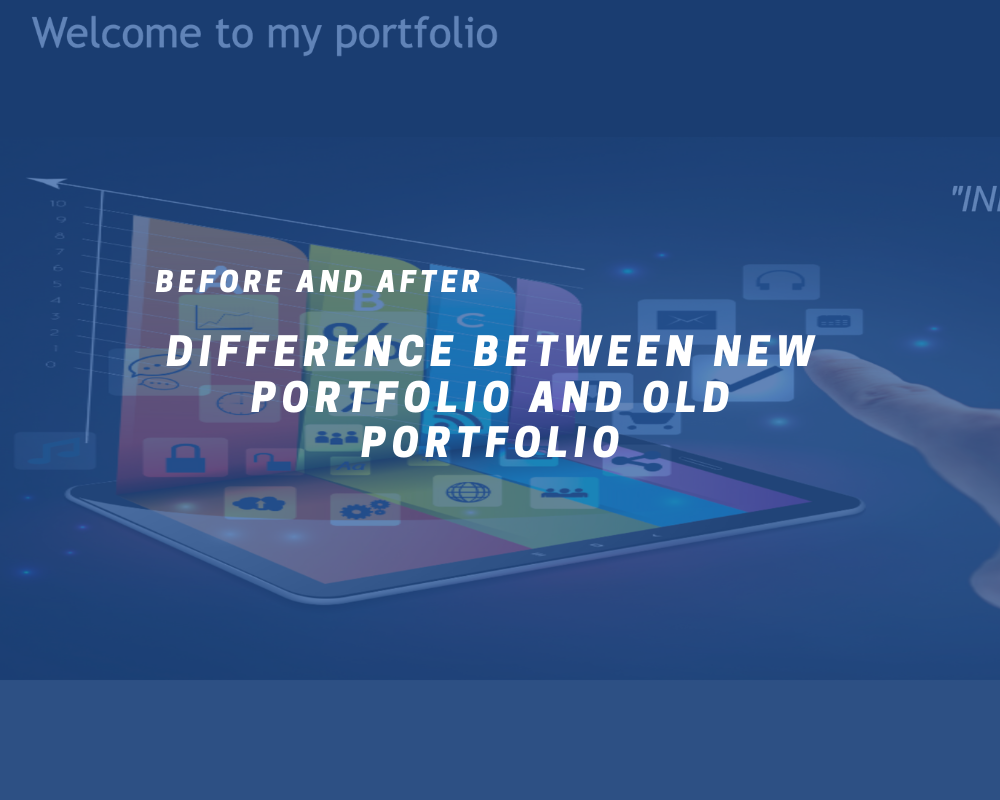 Welcome to my portfolio
"IN
10
9
8
7
6
5
4
3
2
1
0
BEFORE AND AFTER
B
C
D
%
DIFFERENCE BETWEEN NEW
PORTFOLIO AND OLD
PORTFOLIO
Ad